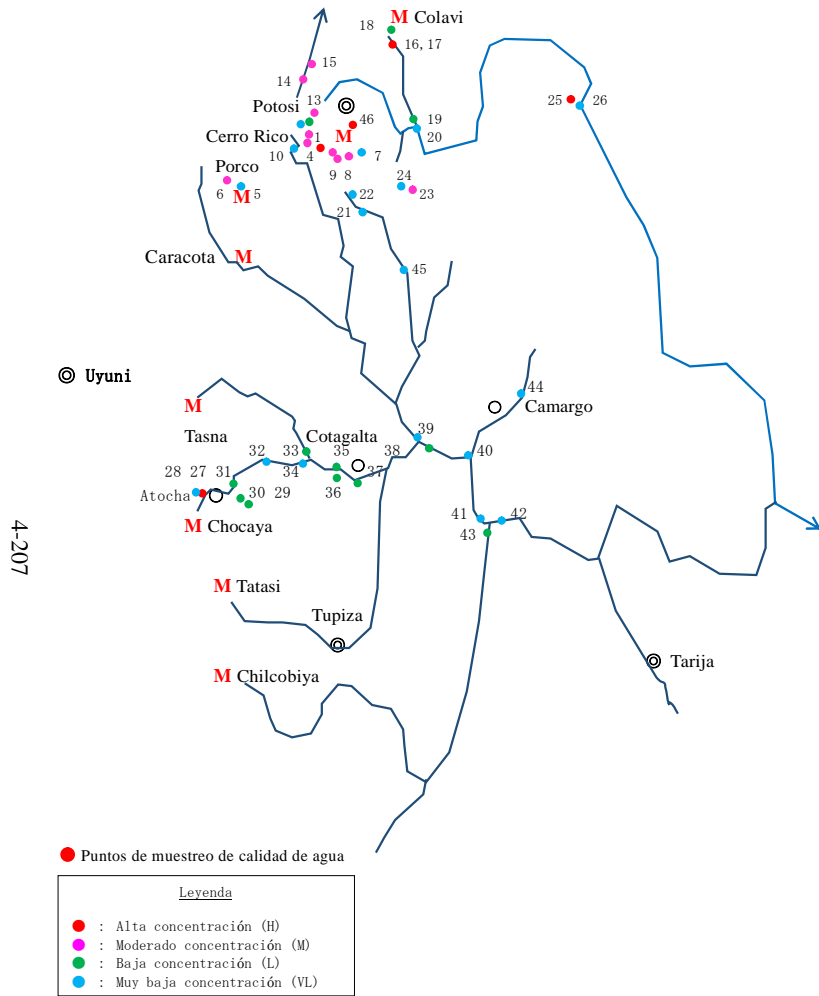 18 M Colavi
16,17
15
14
Potosi 13
19
46
20
25 26
Cerro Rico 1 M
10 4 7
9 8
Porco
24
23
6 5
M
22
21
Caracota M
45
Uyuni
M
44
Camargo
Tasna Cotagalta 39
32 33 35 38 40
34
28 27 31 37
Atocha 30 29 36
M Chocaya
41 42
43
4-207
M Tatasi
Tupiza
Tarija
M Chilcobiya
Puntos de muestreo de calidad de agua
Leyenda
: Alta concentración (H)
: Moderado concentración (M)
: Baja concentración (L)
: Muy baja concentración (VL)